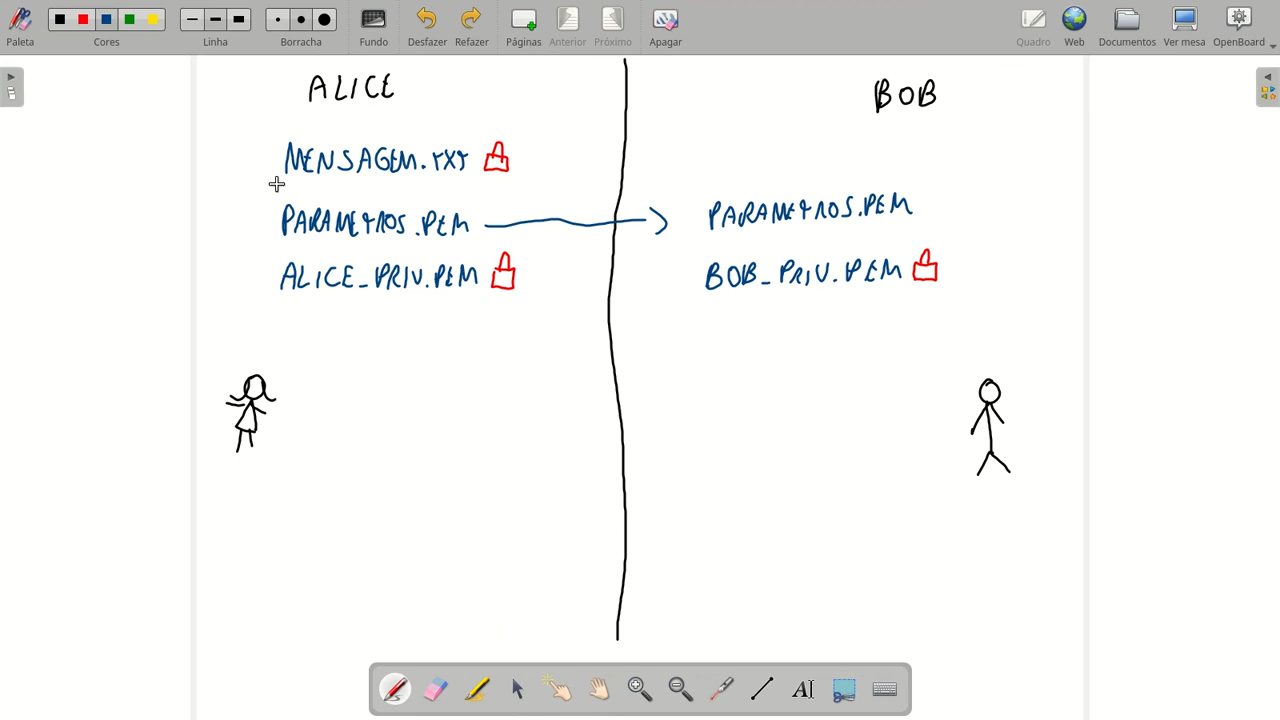 Paleta Cores Linha Borracha Fundo Desfazer Refazer Páginas Anterior Próximo Apagar Quadro Web Documentos Ver mesa OpenBoard
ALICE
BOB
MENSAGEM.TXT
PARAMETROS.PEM
PARAMETROS.PEM
ALICE_PRIV.PEM
BOB_PRIV.PEM
AI